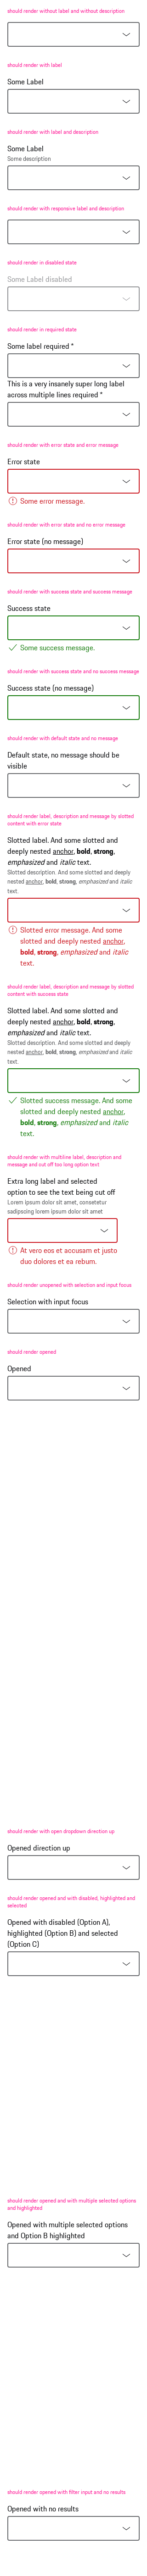 should render without label and without description
should render with label
Some Label
should render with label and description
Some Label
Some description
should render with responsive label and description
should render in disabled state
Some Label disabled
should render in required state
Some label required *
This is a very insanely super long label
across multiple lines required *
should render with error state and error message
Error state
Some error message.
should render with error state and no error message
Error state (no message)
should render with success state and success message
Success state
Some success message.
should render with success state and no success message
Success state (no message)
should render with default state and no message
Default state, no message should be
visible
should render label, description and message by slotted
content with error state
Slotted label. And some slotted and
deeply nested anchor, bold, strong,
emphasized and italic text.
Slotted description. And some slotted and deeply
nested anchor, bold, strong, emphasized and italic
text.
Slotted error message. And some
slotted and deeply nested anchor,
bold, strong, emphasized and italic
text.
should render label, description and message by slotted
content with success state
Slotted label. And some slotted and
deeply nested anchor, bold, strong,
emphasized and italic text.
Slotted description. And some slotted and deeply
nested anchor, bold, strong, emphasized and italic
text.
Slotted success message. And some
slotted and deeply nested anchor,
bold, strong, emphasized and italic
text.
should render with multiline label, description and
message and cut off too long option text
Extra long label and selected
option to see the text being cut off
Lorem ipsum dolor sit amet, consetetur
sadipscing lorem ipsum dolor sit amet
At vero eos et accusam et justo
duo dolores et ea rebum.
should render unopened with selection and input focus
Selection with input focus
should render opened
Opened
should render with open dropdown direction up
Opened direction up
should render opened and with disabled, highlighted and
selected
Opened with disabled (Option A),
highlighted (Option B) and selected
(Option C)
should render opened and with multiple selected options
and highlighted
Opened with multiple selected options
and Option B highlighted
should render opened with filter input and no results
Opened with no results